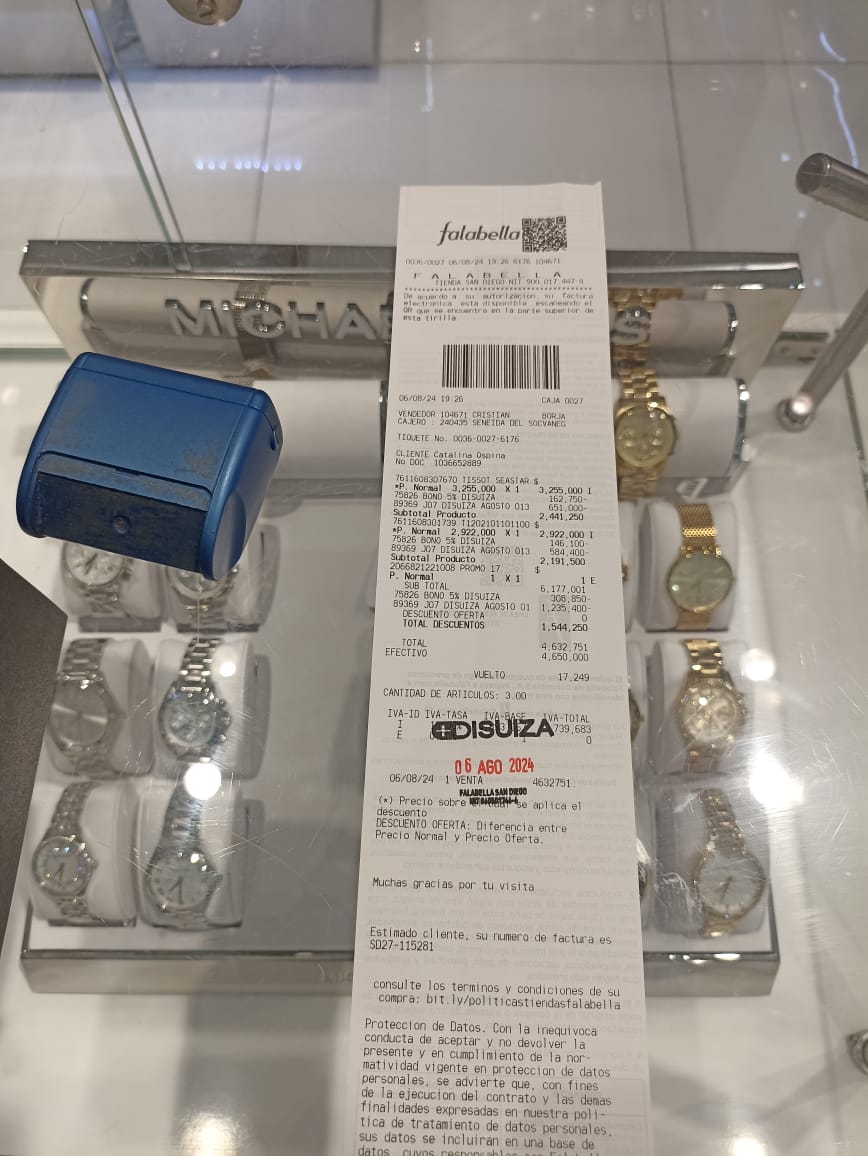 falabella
0036/0027 06/08/24 19:26 6176 104671
F A L A B E L L A
TIENDA SAN DIEGO NIT 900 017.447-8
De acuerdo a su autorizacion, su factura
electronica esta disponible escaneando el
QR que se encuentra en la parte superior de
esta tirilla.
MICHA
S
06/08/24 19:26 CAJA 0027
VENDEDOR 104671 CRISTIAN BORJA
CAJERO : 240435 SENEIDA DEL SOCVANEG
TIQUETE No. 0036-0027-6176
CLIENTE Catalina Ospina
No DOC 1036652889
7611608307670 TISSOT SEASTAR $
*P. Normal 3,255,000 X 1 3,255,000 I
75826 BONO 5% DISUIZA 162,750-
89369 J07 DISUIZA AGOSTO 013 651,000-
Subtotal Producto 2,441,250
7611608301739 T1202101101100 $
*P. Normal 2,922,000 X 1 2,922,000 I
75826 BONO 5% DISUIZA 146,100-
89369 J07 DISUIZA AGOSTO 013 584,400-
Subtotal Producto 2,191,500
2066821221008 PROMO 17 $
P. Normal 1 X 1 1 E
SUB TOTAL 6,177,001
75826 BONO 5% DISUIZA 308,850-
89369 J07 DISUIZA AGOSTO 01 1,235,400-
DESCUENTO OFERTA 0
TOTAL DESCUENTOS 1,544,250
TOTAL 4,632,751
EFECTIVO 4,650,000
VUELTO 17,249
CANTIDAD DE ARTICULOS: 3.00
IVA-ID IVA-TASA IVA-BASE IVA-TOTAL
I 739,683
E 0
DISUIZA
06 AGO 2024
06/08/24 1 VENTA 4632751.
FALABELLA SAN DIEGO
(*) Precio sobre el cual se aplica el
descuento
DESCUENTO OFERTA: Diferencia entre
Precio Normal y Precio Oferta.
Muchas gracias por tu visita
Estimado cliente, su numero de factura es
SD27-115281
consulte los terminos y condiciones de su
compra: bit.ly/politicastiendasfalabella
Proteccion de Datos. Con la inequivoca
conducta de aceptar y no devolver la
presente y en cumplimiento de la nor-
matividad vigente en proteccion de datos
personales, se advierte que, con fines
de la ejecucion del contrato y las demas
finalidades expresadas en nuestra poli-
tica de tratamiento de datos personales,
sus datos se incluiran en una base de
datos, cuyos responsables son